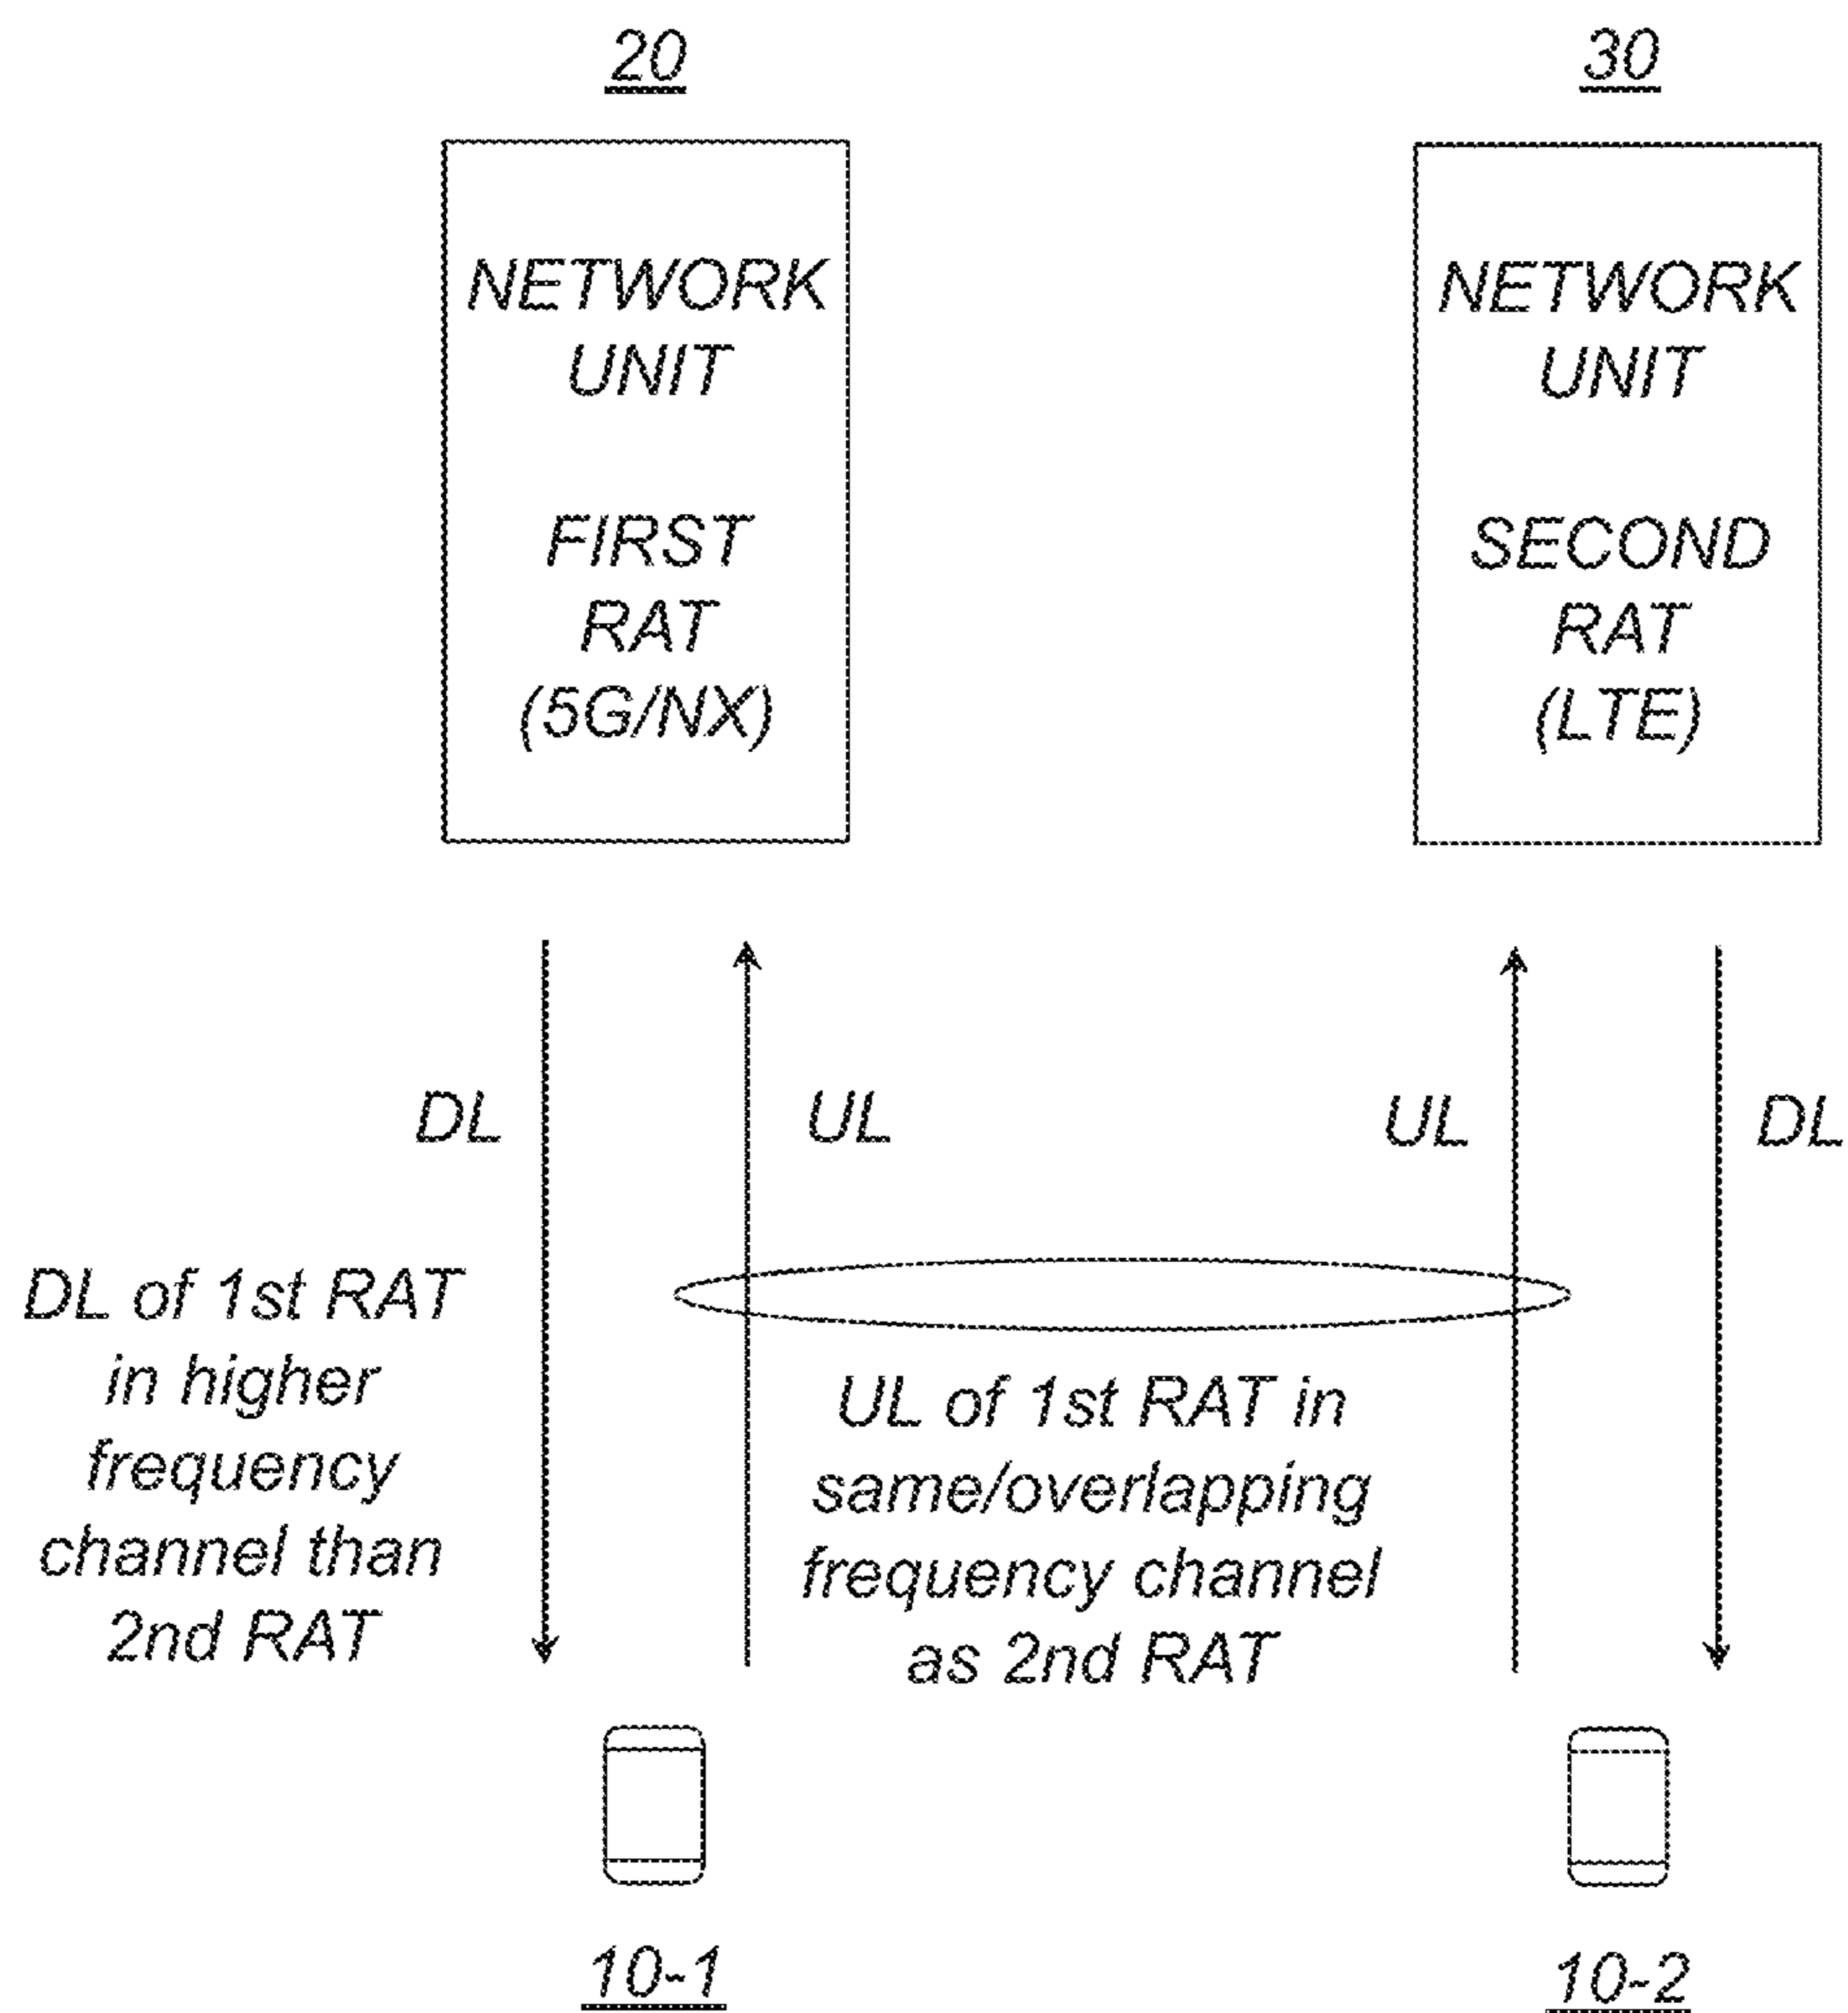 20
30
NETWORK
UNIT
FIRST
RAT
(5G/NX)
NETWORK
UNIT
SECOND
RAT
(LTE)
DL
UL
UL
DL
DL of 1st RAT
in higher
frequency
channel than
2nd RAT
UL of 1st RAT in
same/overlapping
frequency channel
as 2nd RAT
10-1
10-2